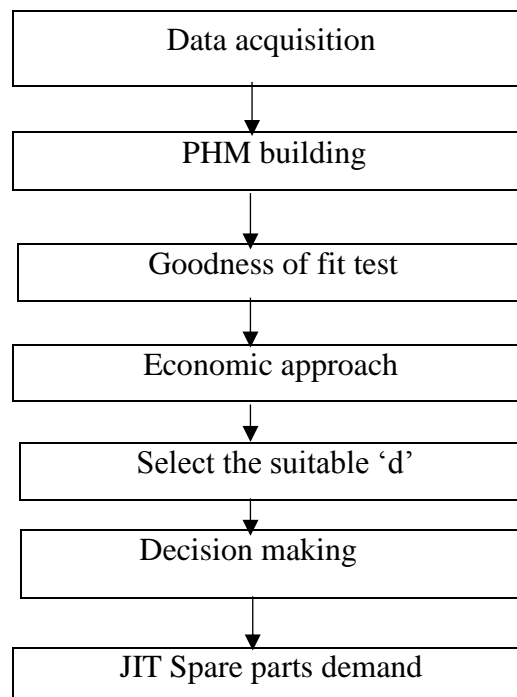 Data acquisition
PHM building
Goodness of fit test
Economic approach
Select the suitable ‘d’
Decision making
JIT Spare parts demand